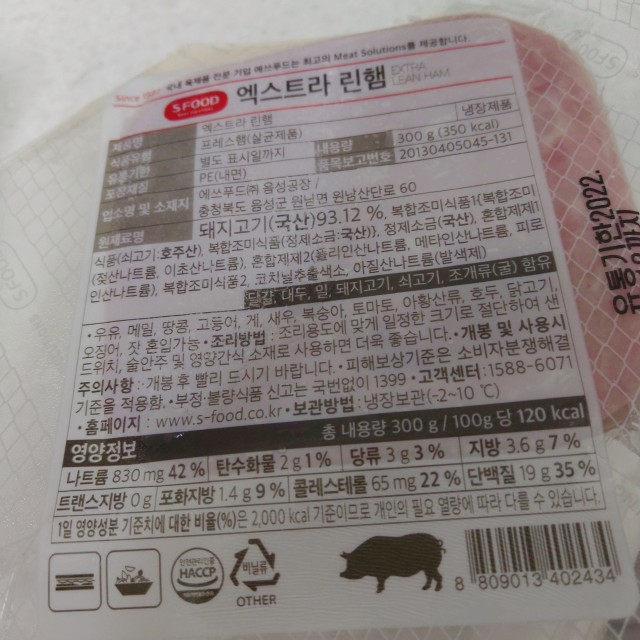 Since 1987 국내 육제품 전문 기업 에쓰푸드는 최고의 Meat Solutions를 제공합니다.
S FOOD 엑스트라 린햄 EXTRA LEAN HAM
냉장제품
제품명 엑스트라 린햄
식품유형 프레스햄(살균제품) 내용량 300 g (350 kcal)
유통기한 별도 표시일까지 품목보고번호 20130405045-131
포장재질 PE(내면)
업소명 및 소재지 에쓰푸드㈜ 음성공장 /
충청북도 음성군 원남면 원남산단로 60
원재료명 돼지고기(국산)93.12 %, 복합조미식품1{복합조미
식품(쇠고기:호주산), 복합조미식품(정제소금:국산)}, 정제소금(국산), 혼합제제1
(젖산나트륨, 이초산나트륨), 혼합제제2(폴리인산나트륨, 메타인산나트륨, 피로
인산나트륨), 복합조미식품2, 코치닐추출색소, 아질산나트륨(발색제)
달걀, 대두, 밀, 돼지고기, 쇠고기, 조개류(굴) 함유
• 우유, 메밀, 땅콩, 고등어, 게, 새우, 복숭아, 토마토, 아황산류, 호두, 닭고기,
오징어, 잣 혼입가능 • 조리방법 : 조리용도에 맞게 일정한 크기로 절단하여 샌
드위치, 술안주 및 영양간식 소재로 사용하면 더욱 좋습니다. • 개봉 및 사용시
주의사항 : 개봉 후 빨리 드시기 바랍니다. • 피해보상기준은 소비자분쟁해결
기준을 적용함. • 부정·불량식품 신고는 국번없이 1399 • 고객센터 : 1588-6071
• 홈페이지 : www.s-food.co.kr • 보관방법 : 냉장보관(-2~10 ℃)
영양정보 총 내용량 300 g / 100g 당 120 kcal
나트륨 830 mg 42 % 탄수화물 2 g 1 % 당류 3 g 3 % 지방 3.6 g 7 %
트랜스지방 0 g 포화지방 1.4 g 9 % 콜레스테롤 65 mg 22 % 단백질 19 g 35 %
1일 영양성분 기준치에 대한 비율(%)은 2,000 kcal 기준이므로 개인의 필요 열량에 따라 다를 수 있습니다.
안전관리인증
HACCP
비닐류
OTHER
8 809013 402434
유통기한2022.